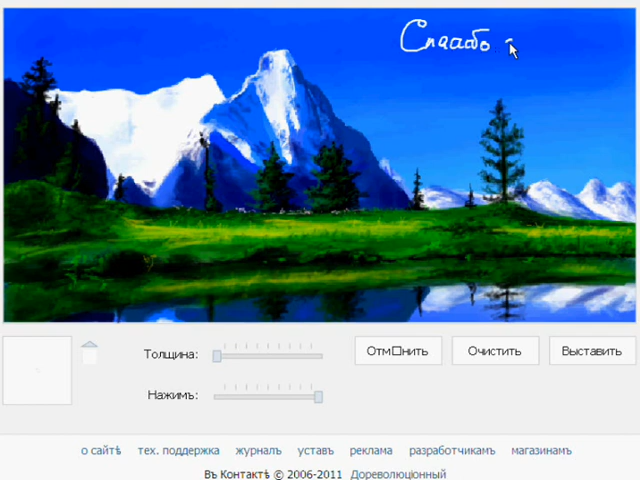 Спасибо
Толщина:
Отм□нить
Очистить
Выставить
Нажимъ:
о сайтѣ тех. поддержка журналъ уставъ реклама разработчикамъ магазинамъ
Въ Контактѣ © 2006-2011 Дореволюціонный